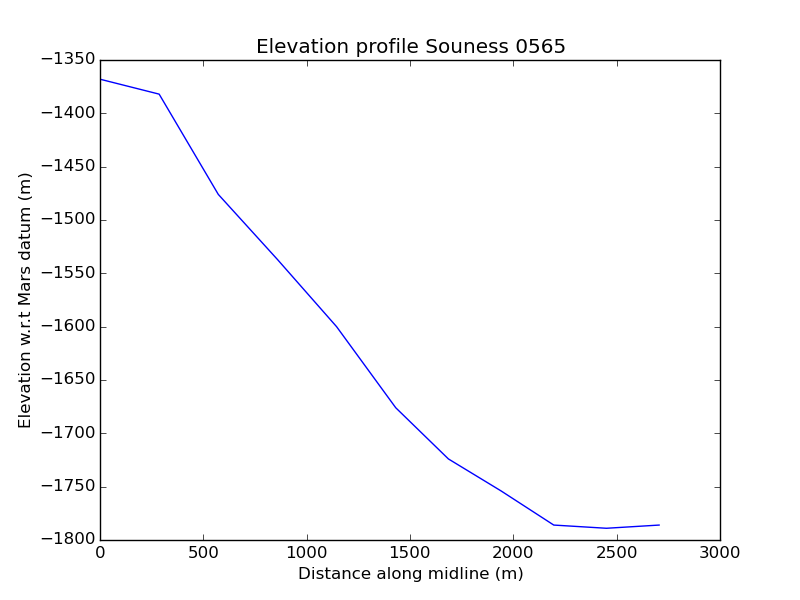 Elevation profile Souness 0565
−1350
−1400
−1450
−1500
−1550
−1600
−1650
−1700
−1750
−1800
Elevation w.r.t Mars datum (m)
0 500 1000 1500 2000 2500 3000
Distance along midline (m)